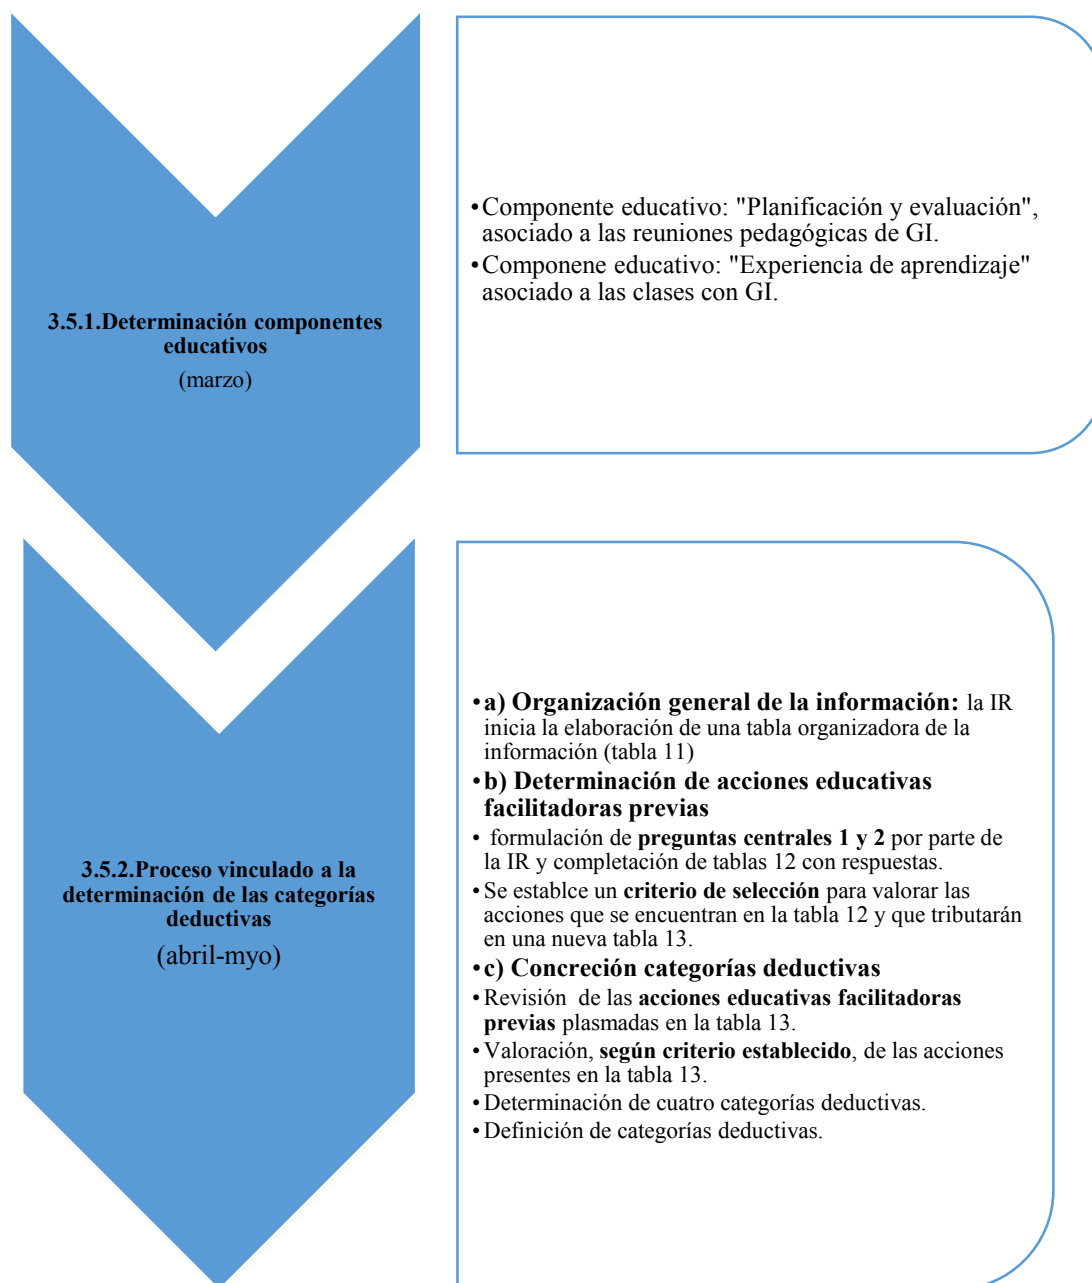 3.5.1.Determinación componentes
educativos
(marzo)
•Componente educativo: "Planificación y evaluación",
asociado a las reuniones pedagógicas de GI.
•Componene educativo: "Experiencia de aprendizaje"
asociado a las clases con GI.
3.5.2.Proceso vinculado a la
determinación de las categorías
deductivas
(abril-myo)
•a) Organización general de la información: la IR
inicia la elaboración de una tabla organizadora de la
información (tabla 11)
•b) Determinación de acciones educativas
facilitadoras previas
• formulación de preguntas centrales 1 y 2 por parte de
la IR y completación de tablas 12 con respuestas.
•Se establce un criterio de selección para valorar las
acciones que se encuentran en la tabla 12 y que tributarán
en una nueva tabla 13.
•c) Concreción categorías deductivas
•Revisión de las acciones educativas facilitadoras
previas plasmadas en la tabla 13.
•Valoración, según criterio establecido, de las acciones
presentes en la tabla 13.
•Determinación de cuatro categorías deductivas.
•Definición de categorías deductivas.